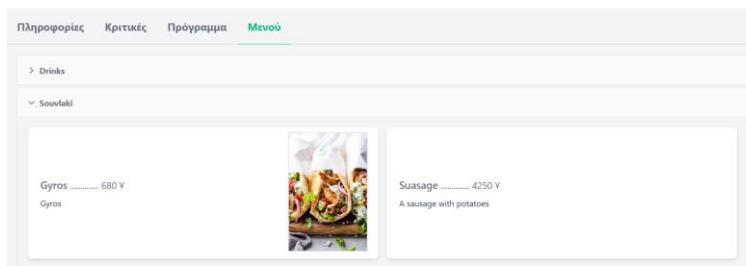 Πληροφορίες Κριτικές Πρόγραμμα Μενού
Drinks
Souvlaki
Gyros ............ 680 ¥
Gyros
Suasage ............ 4250 ¥
A sausage with potatoes